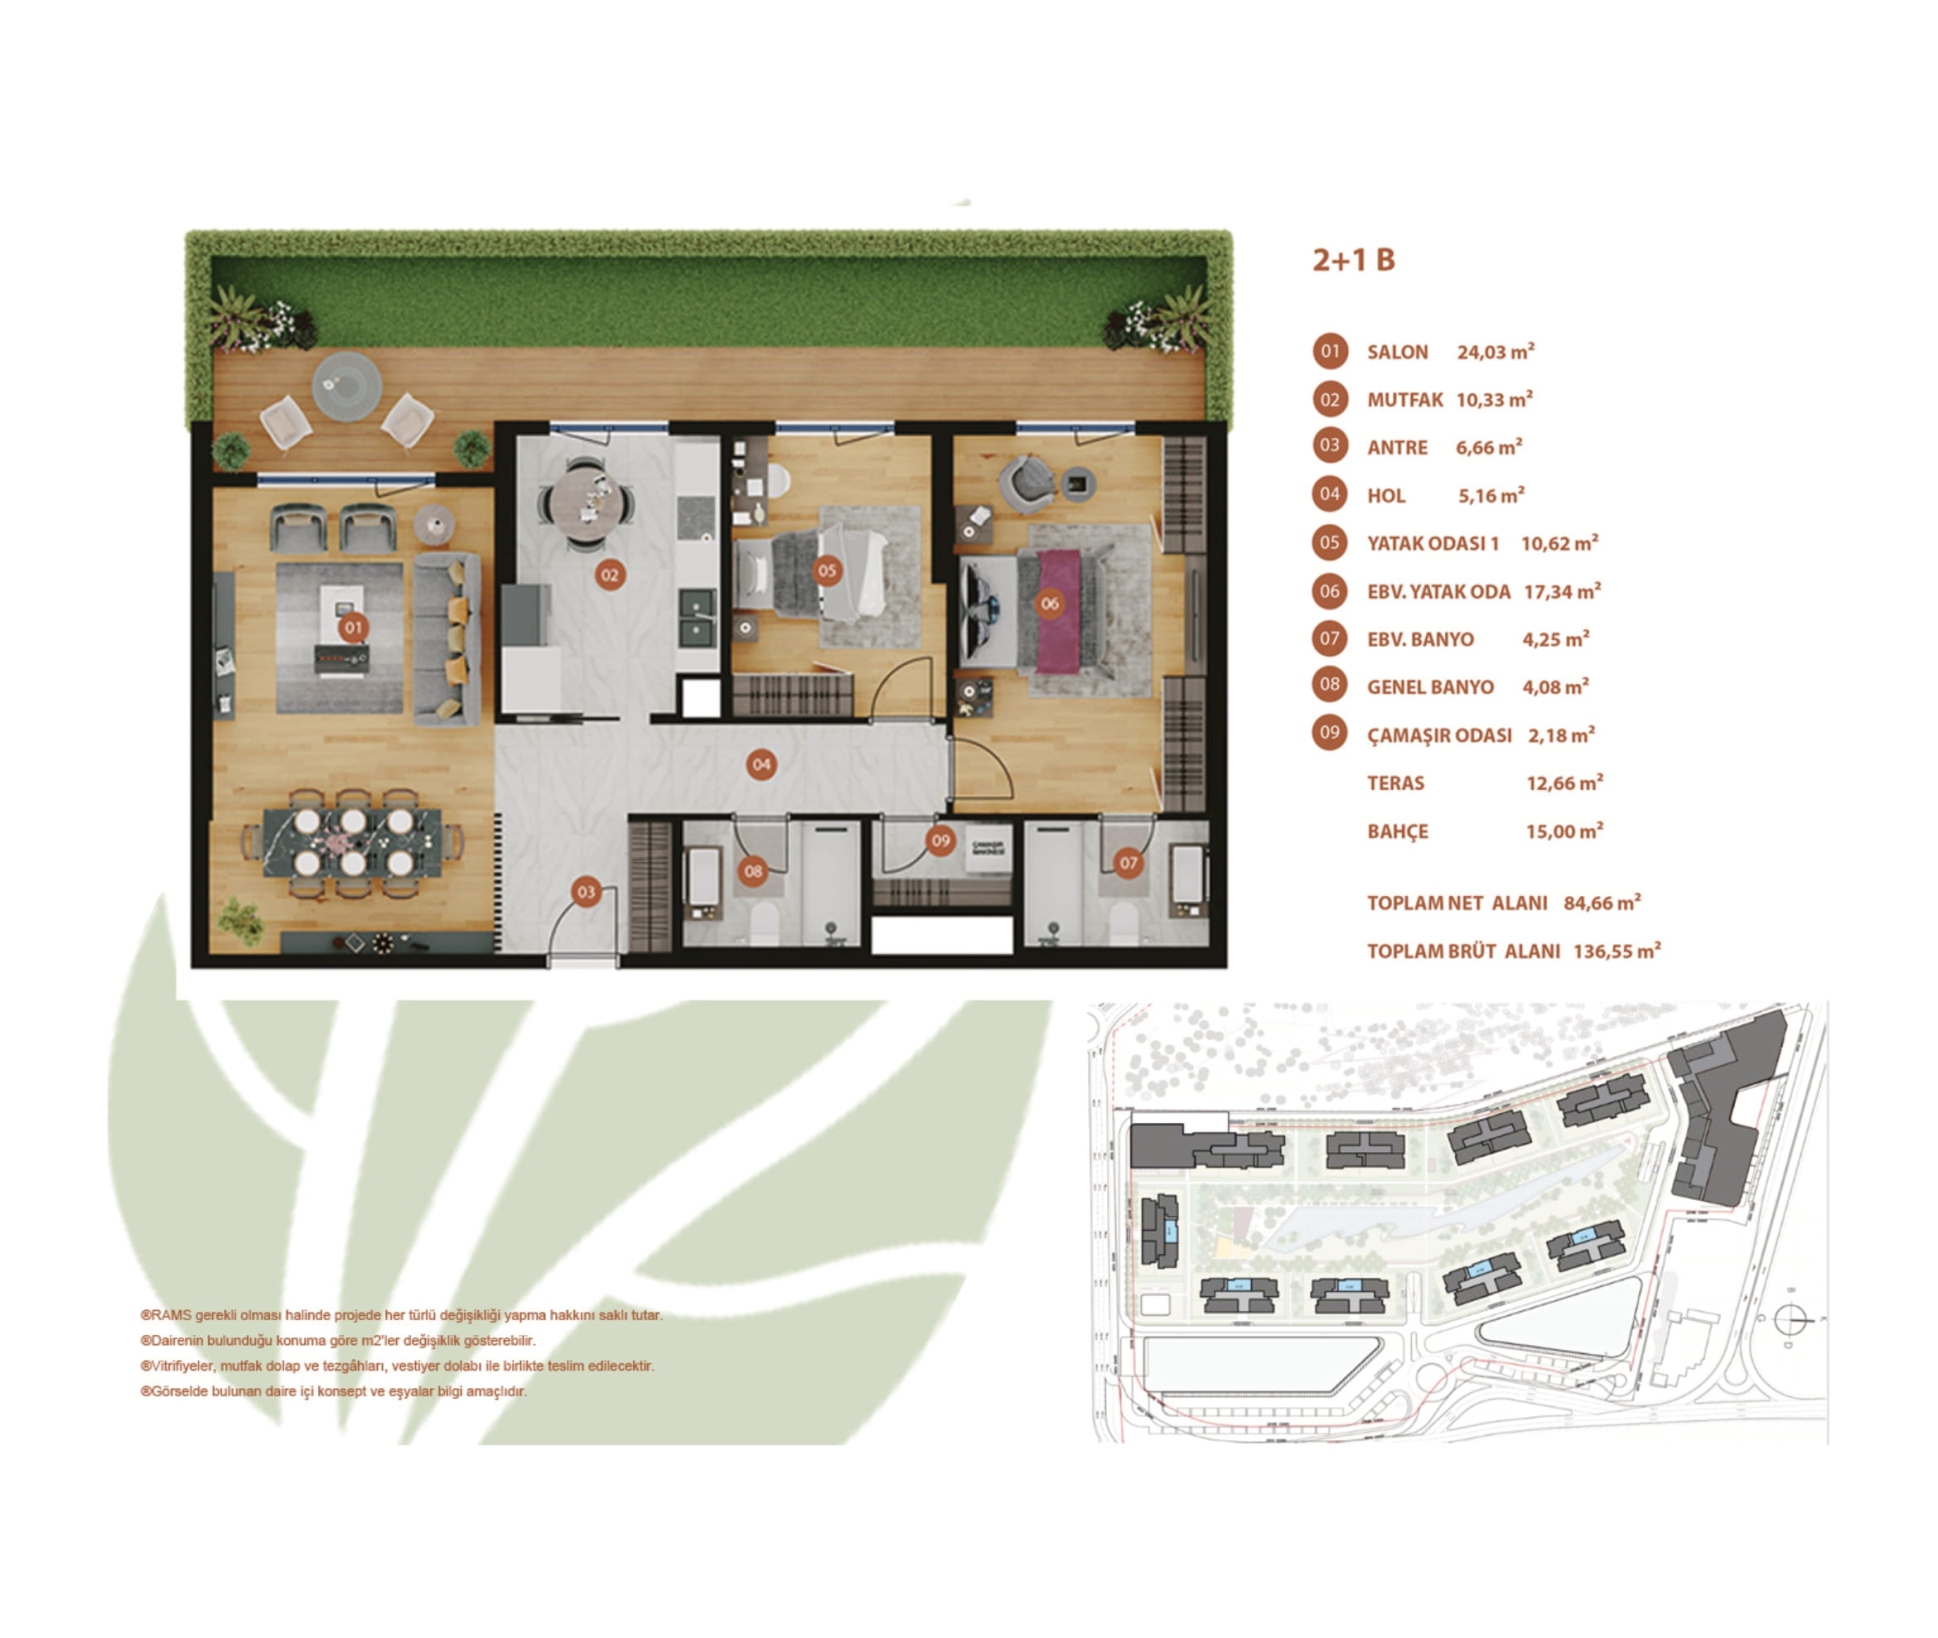 2+1 B
01 SALON 24,03 m²
02 MUTFAK 10,33 m²
03 ANTRE 6,66 m²
04 HOL 5,16 m²
05 YATAK ODASI 1 10,62 m²
06 EBV. YATAK ODA 17,34 m²
07 EBV. BANYO 4,25 m²
08 GENEL BANYO 4,08 m²
09 ÇAMAŞIR ODASI 2,18 m²
TERAS 12,66 m²
BAHÇE 15,00 m²
TOPLAM NET ALANI 84,66 m²
TOPLAM BRÜT ALANI 136,55 m²
02
05
06
01
04
09
08
07
03
ÇAMAŞIR
MAKİNESİ
®RAMS gerekli olması halinde projede her türlü değişikliği yapma hakkını saklı tutar.
®Dairenin bulunduğu konuma göre m2'ler değişiklik gösterebilir.
®Vitrifiyeler, mutfak dolap ve tezgâhları, vestiyer dolabı ile birlikte teslim edilecektir.
®Görselde bulunan daire içi konsept ve eşyalar bilgi amaçlıdır.